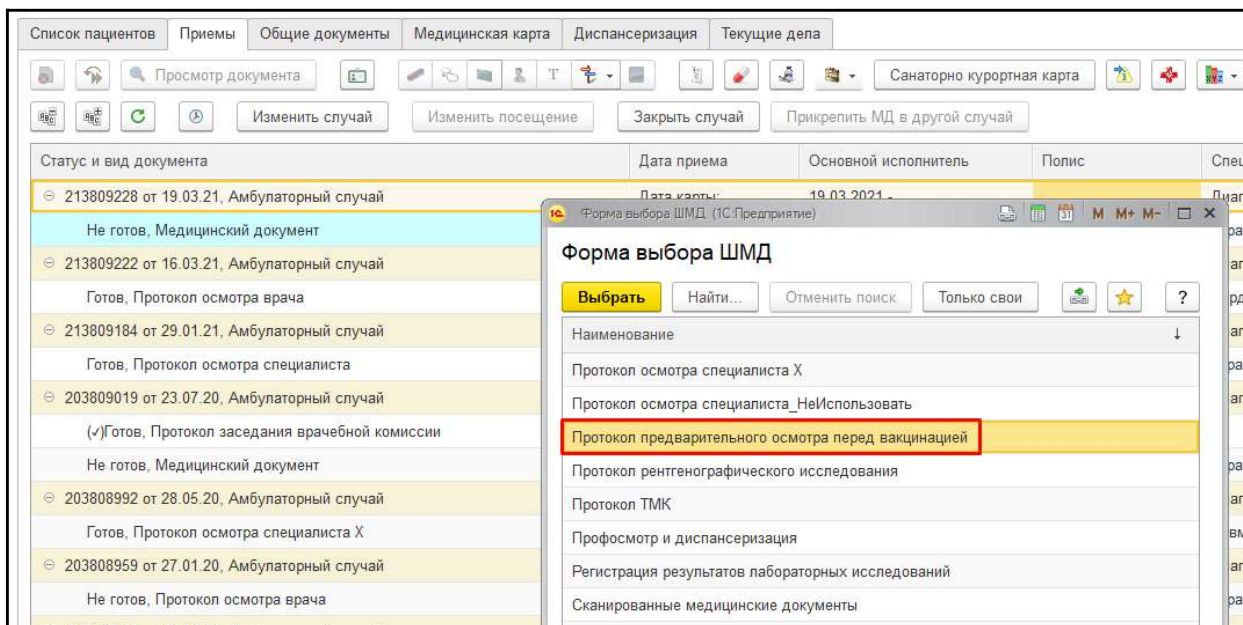 Список пациентов Приемы Общие документы Медицинская карта Диспансеризация Текущие дела
Просмотр документа Т Санаторно курортная карта
Изменить случай Изменить посещение Закрыть случай Прикрепить МД в другой случай
Статус и вид документа Дата приема Основной исполнитель Полис
213809228 от 19.03.21, Амбулаторный случай Дата карты: 19.03.2021 -
Не готов, Медицинский документ
213809222 от 16.03.21, Амбулаторный случай
Готов, Протокол осмотра врача
213809184 от 29.01.21, Амбулаторный случай
Готов, Протокол осмотра специалиста
203809019 от 23.07.20, Амбулаторный случай
(✓)Готов, Протокол заседания врачебной комиссии
Не готов, Медицинский документ
203808992 от 28.05.20, Амбулаторный случай
Готов, Протокол осмотра специалиста Х
203808959 от 27.01.20, Амбулаторный случай
Не готов, Протокол осмотра врача
Форма выбора ШМД (1С:Предприятие) M M+ M-
Форма выбора ШМД
Выбрать Найти... Отменить поиск Только свои ?
Наименование ↓
Протокол осмотра специалиста Х
Протокол осмотра специалиста_НеИспользовать
Протокол предварительного осмотра перед вакцинацией
Протокол рентгенографического исследования
Протокол ТМК
Профосмотр и диспансеризация
Регистрация результатов лабораторных исследований
Сканированные медицинские документы